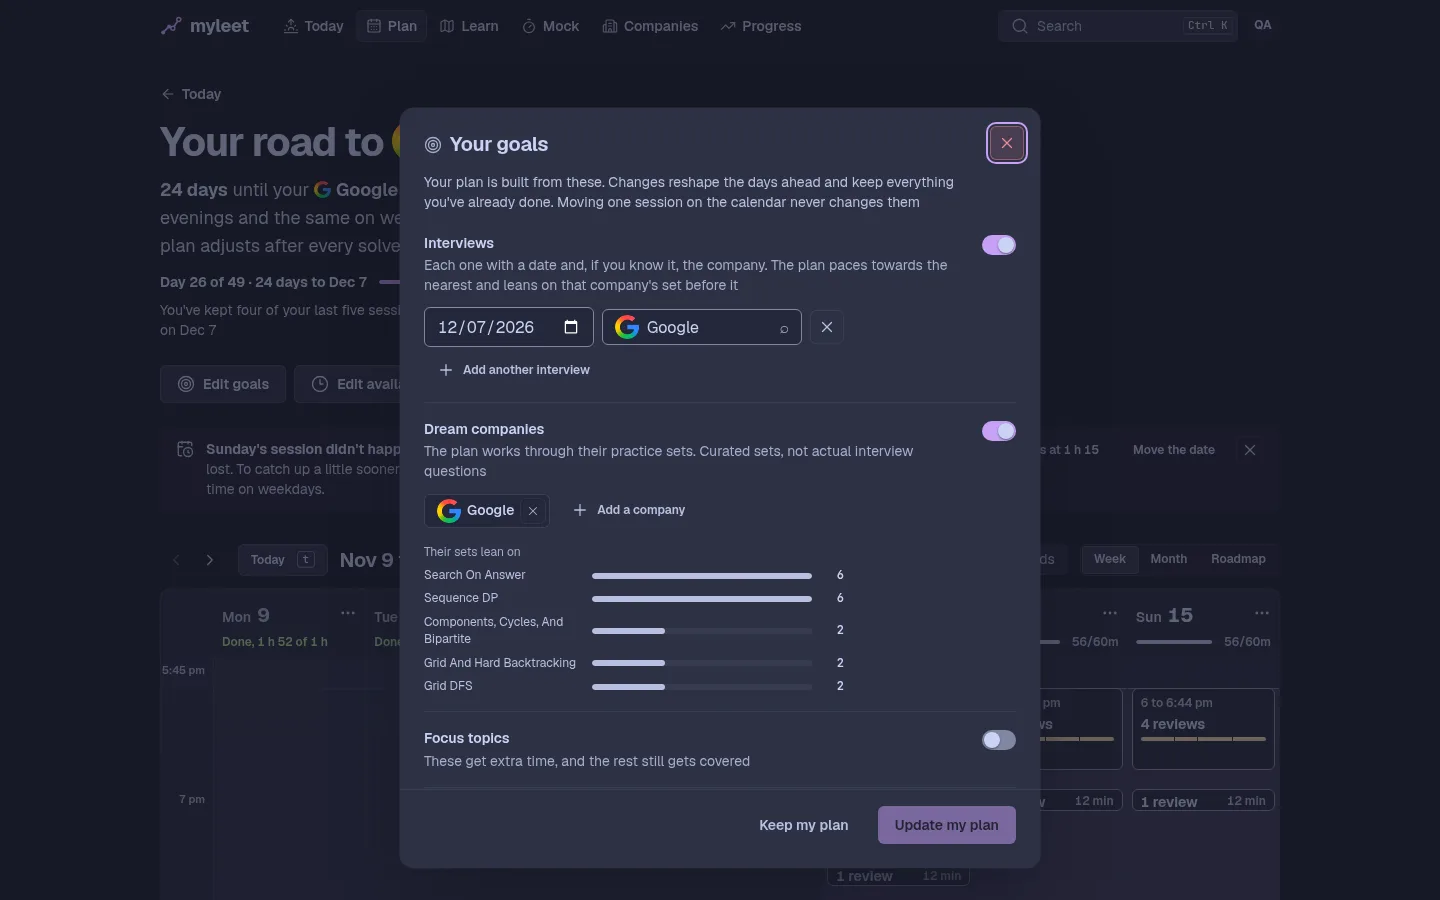 myleet
Today
Plan
Learn
Mock
Companies
Progress
Search
Ctrl K
QA
Today
Your road to
24 days until your Google
evenings and the same on we
plan adjusts after every solve
Day 26 of 49 · 24 days to Dec 7
You've kept four of your last five sessi
on Dec 7
Edit goals
Edit availa
Sunday's session didn't happ
lost. To catch up a little sooner
time on weekdays.
s at 1 h 15
Move the date
Today t
Nov 9
ds
Week
Month
Roadmap
Mon 9
Tue
Sun 15
Done, 1 h 52 of 1 h
Done
56/60m
56/60m
5:45 pm
7 pm
pm
ws
6 to 6:44 pm
4 reviews
w 12 min
1 review 12 min
1 review 12 min
Your goals
Your plan is built from these. Changes reshape the days ahead and keep everything
you've already done. Moving one session on the calendar never changes them
Interviews
Each one with a date and, if you know it, the company. The plan paces towards the
nearest and leans on that company's set before it
12/07/2026
Google
Add another interview
Dream companies
The plan works through their practice sets. Curated sets, not actual interview
questions
Google
Add a company
Their sets lean on
Search On Answer 6
Sequence DP 6
Components, Cycles, And
Bipartite 2
Grid And Hard Backtracking 2
Grid DFS 2
Focus topics
These get extra time, and the rest still gets covered
Keep my plan
Update my plan